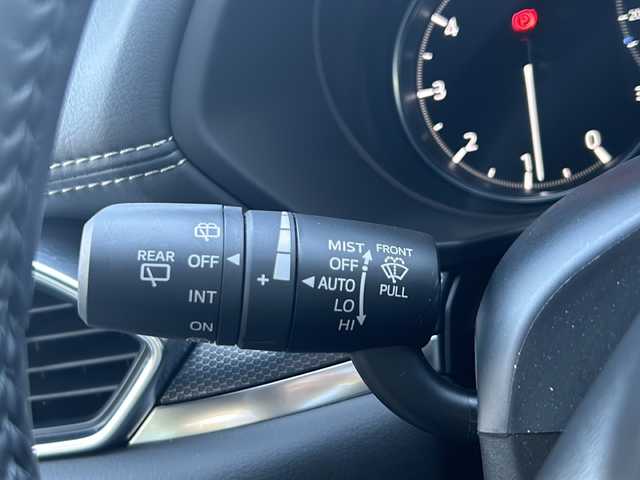 4
3
2
1
0
P
REAR
OFF
INT
ON
+
MIST
OFF
AUTO
LO
HI
FRONT
PULL